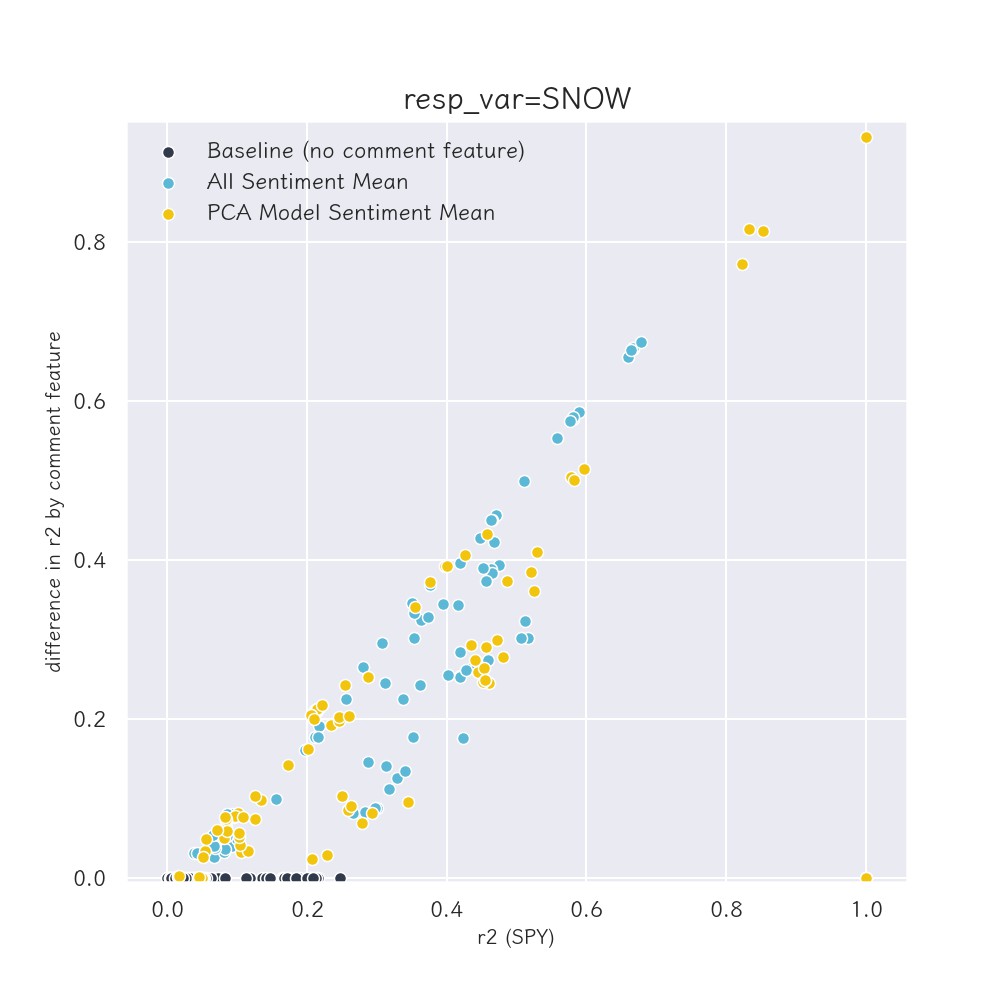 resp_var=SNOW
Baseline (no comment feature)
All Sentiment Mean
PCA Model Sentiment Mean
difference in r2 by comment feature
0.8
0.6
0.4
0.2
0.0
0.0 0.2 0.4 0.6 0.8 1.0
r2 (SPY)